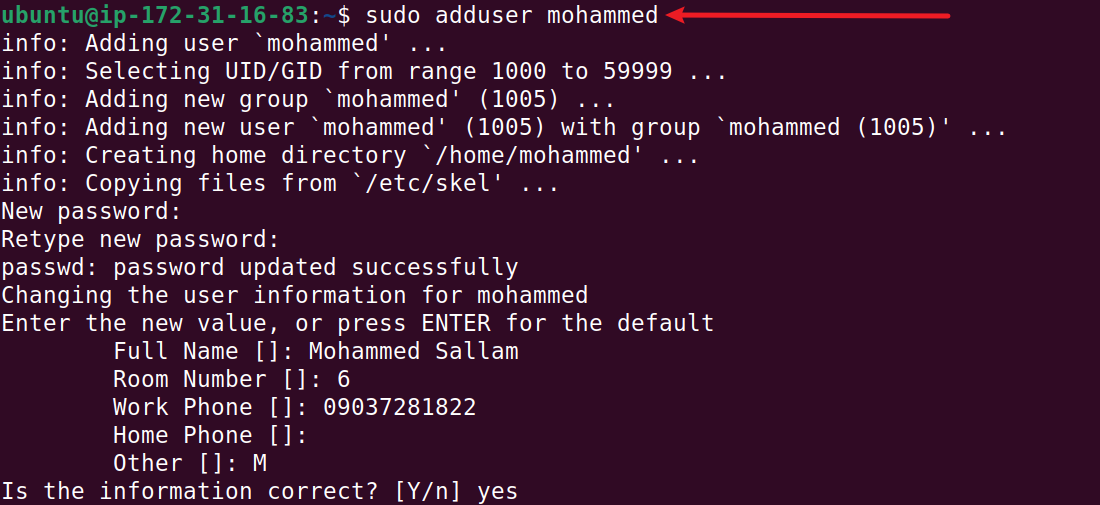 ubuntu@ip-172-31-16-83:~$ sudo adduser mohammed
info: Adding user `mohammed' ...
info: Selecting UID/GID from range 1000 to 59999 ...
info: Adding new group `mohammed' (1005) ...
info: Adding new user `mohammed' (1005) with group `mohammed (1005)' ...
info: Creating home directory `/home/mohammed' ...
info: Copying files from `/etc/skel' ...
New password:
Retype new password:
passwd: password updated successfully
Changing the user information for mohammed
Enter the new value, or press ENTER for the default
        Full Name []: Mohammed Sallam
        Room Number []: 6
        Work Phone []: 09037281822
        Home Phone []:
        Other []: M
Is the information correct? [Y/n] yes